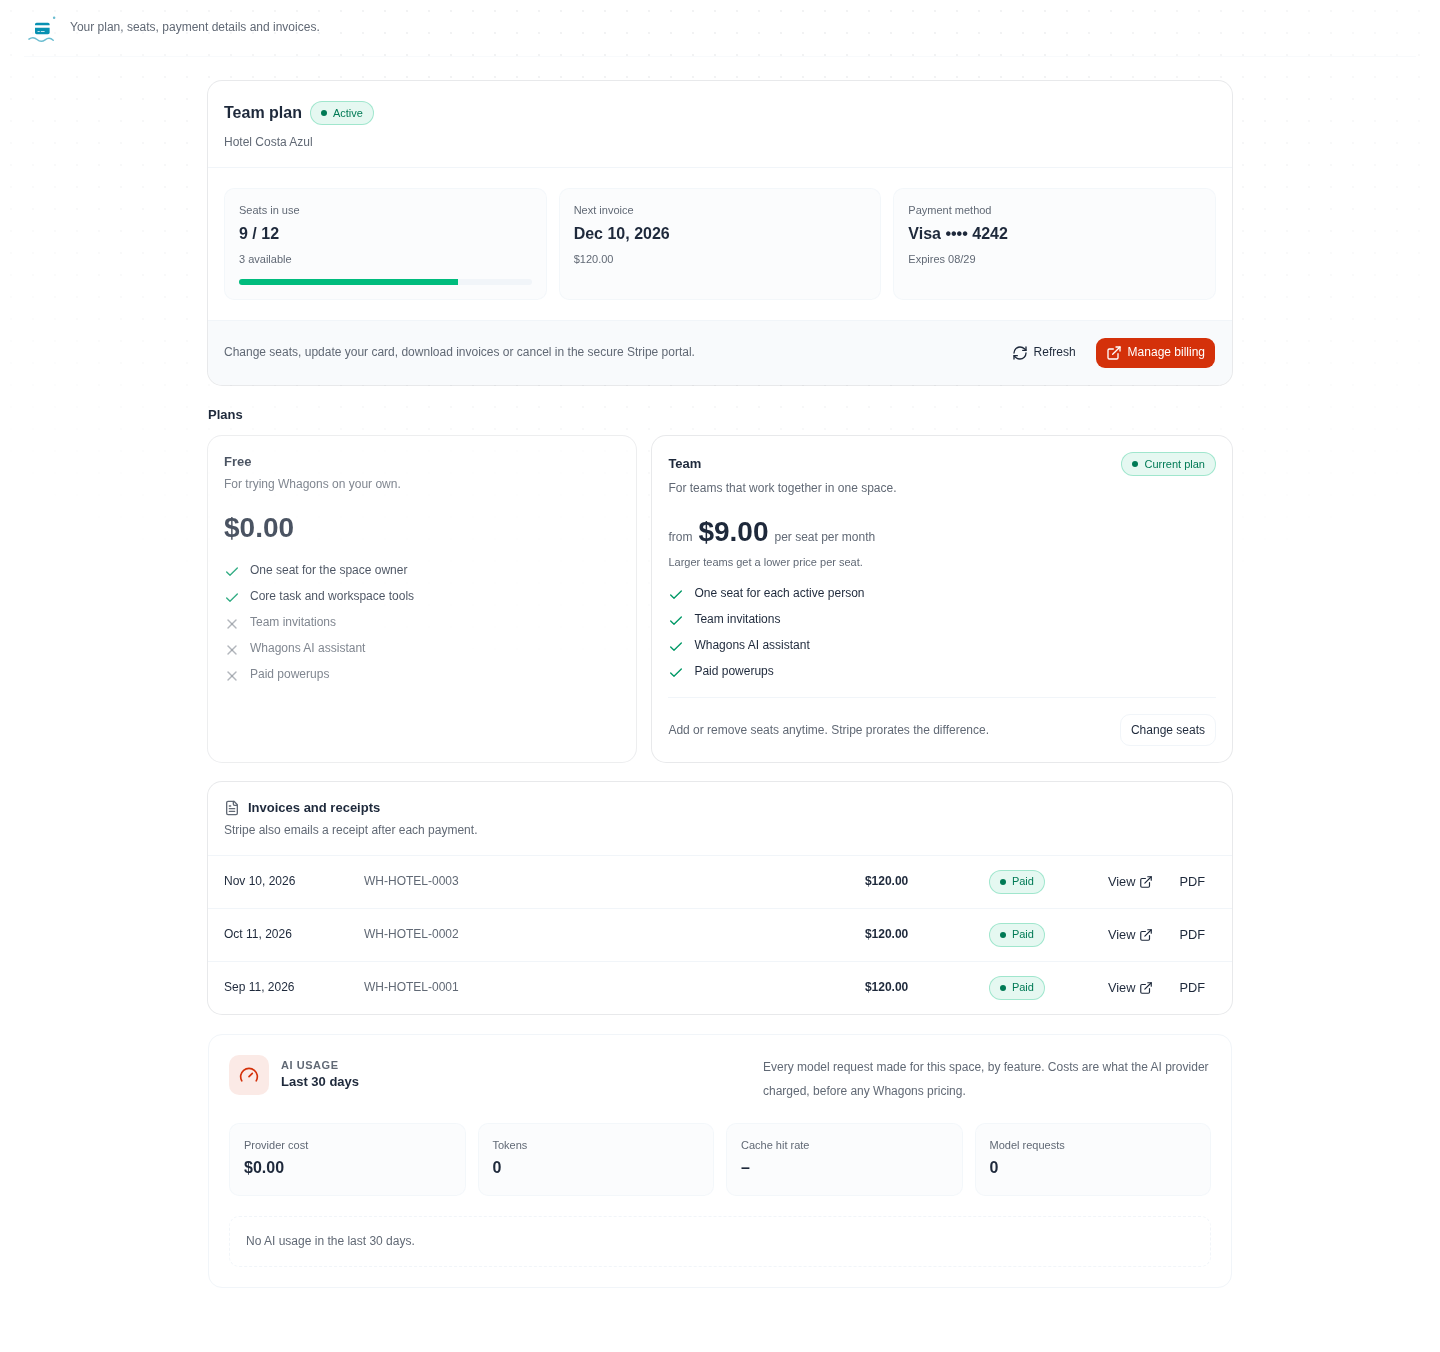 Your plan, seats, payment details and invoices.
Team plan
Active
Hotel Costa Azul
Seats in use
9 / 12
3 available
Next invoice
Dec 10, 2026
$120.00
Payment method
Visa •••• 4242
Expires 08/29
Change seats, update your card, download invoices or cancel in the secure Stripe portal.
Refresh
Manage billing
Plans
Free
For trying Whagons on your own.
$0.00
One seat for the space owner
Core task and workspace tools
Team invitations
Whagons AI assistant
Paid powerups
Team
Current plan
For teams that work together in one space.
from $9.00 per seat per month
Larger teams get a lower price per seat.
One seat for each active person
Team invitations
Whagons AI assistant
Paid powerups
Add or remove seats anytime. Stripe prorates the difference.
Change seats
Invoices and receipts
Stripe also emails a receipt after each payment.
Nov 10, 2026 WH-HOTEL-0003 $120.00 Paid View PDF
Oct 11, 2026 WH-HOTEL-0002 $120.00 Paid View PDF
Sep 11, 2026 WH-HOTEL-0001 $120.00 Paid View PDF
AI USAGE
Last 30 days
Every model request made for this space, by feature. Costs are what the AI provider
charged, before any Whagons pricing.
Provider cost
$0.00
Tokens
0
Cache hit rate
–
Model requests
0
No AI usage in the last 30 days.